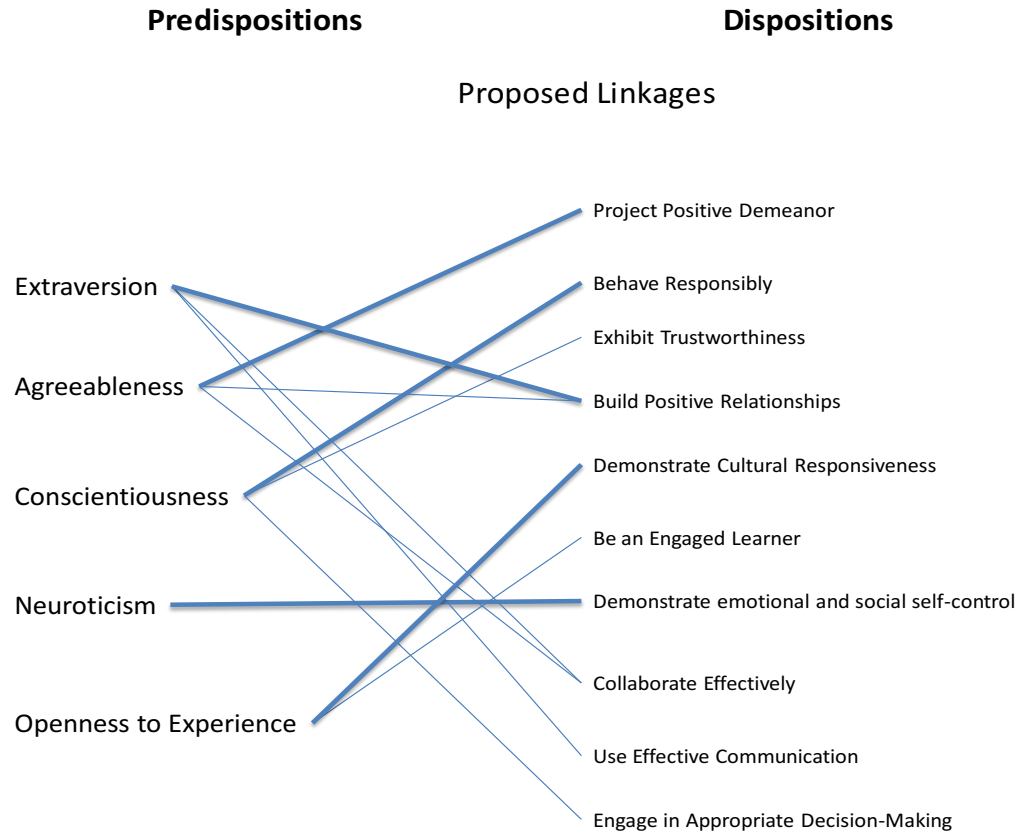 Predispositions
Dispositions
Proposed Linkages
Extraversion
Agreeableness
Conscientiousness
Neuroticism
Openness to Experience
Project Positive Demeanor
Behave Responsibly
Exhibit Trustworthiness
Build Positive Relationships
Demonstrate Cultural Responsiveness
Be an Engaged Learner
Demonstrate emotional and social self-control
Collaborate Effectively
Use Effective Communication
Engage in Appropriate Decision-Making